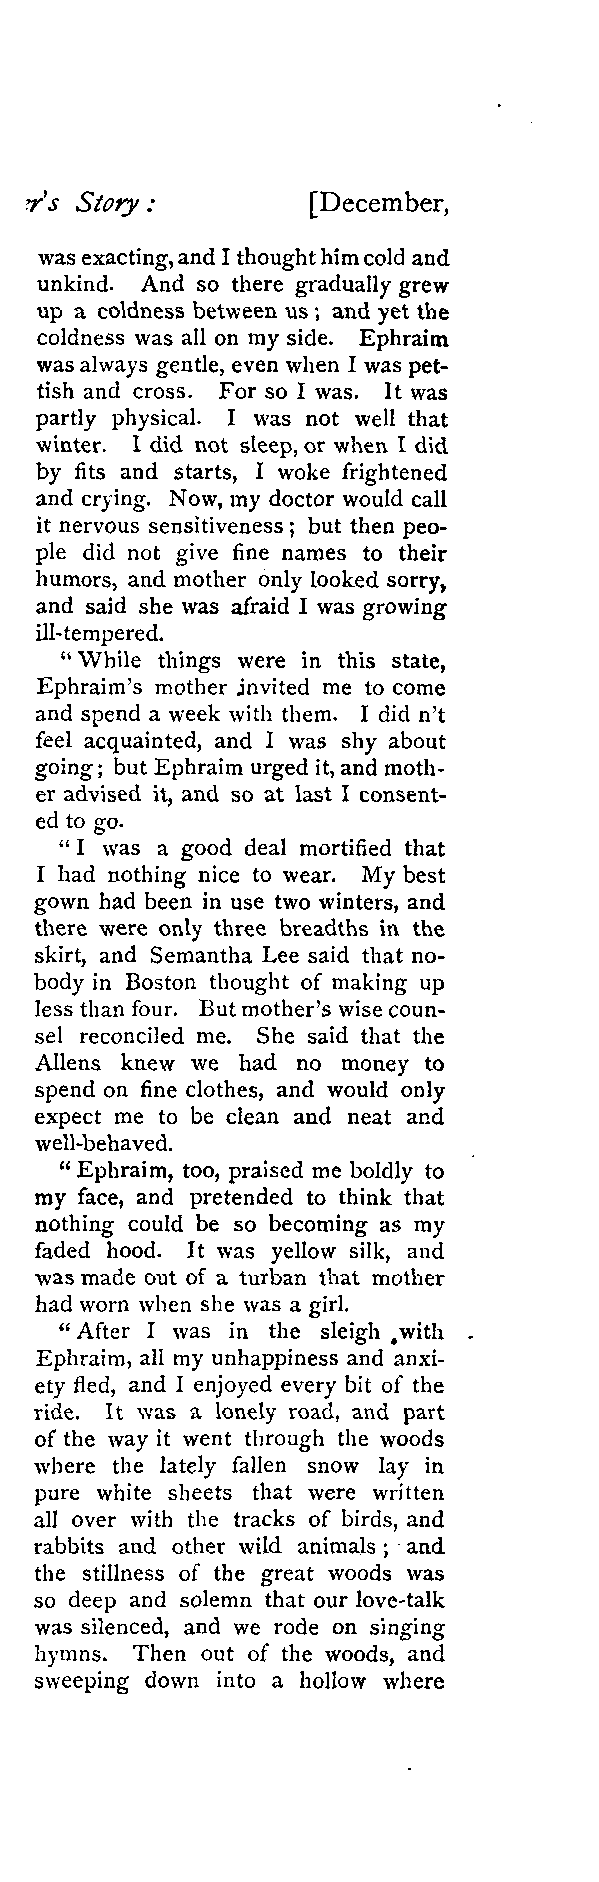 r's Story : [December,
was exacting, and I thought him cold and
unkind. And so there gradually grew
up a coldness between us ; and yet the
coldness was all on my side. Ephraim
was always gentle, even when I was pet-
tish and cross. For so I was. It was
partly physical. I was not well that
winter. I did not sleep, or when I did
by fits and starts, I woke frightened
and crying. Now, my doctor would call
it nervous sensitiveness ; but then peo-
ple did not give fine names to their
humors, and mother only looked sorry,
and said she was afraid I was growing
ill-tempered.
“ While things were in this state,
Ephraim's mother invited me to come
and spend a week with them. I did n't
feel acquainted, and I was shy about
going ; but Ephraim urged it, and moth-
er advised it, and so at last I consent-
ed to go.
“ I was a good deal mortified that
I had nothing nice to wear. My best
gown had been in use two winters, and
there were only three breadths in the
skirt, and Semantha Lee said that no-
body in Boston thought of making up
less than four. But mother's wise coun-
sel reconciled me. She said that the
Allens knew we had no money to
spend on fine clothes, and would only
expect me to be clean and neat and
well-behaved.
“ Ephraim, too, praised me boldly to
my face, and pretended to think that
nothing could be so becoming as my
faded hood. It was yellow silk, and
was made out of a turban that mother
had worn when she was a girl.
“ After I was in the sleigh with
Ephraim, all my unhappiness and anxi-
ety fled, and I enjoyed every bit of the
ride. It was a lonely road, and part
of the way it went through the woods
where the lately fallen snow lay in
pure white sheets that were written
all over with the tracks of birds, and
rabbits and other wild animals ; and
the stillness of the great woods was
so deep and solemn that our love-talk
was silenced, and we rode on singing
hymns. Then out of the woods, and
sweeping down into a hollow where